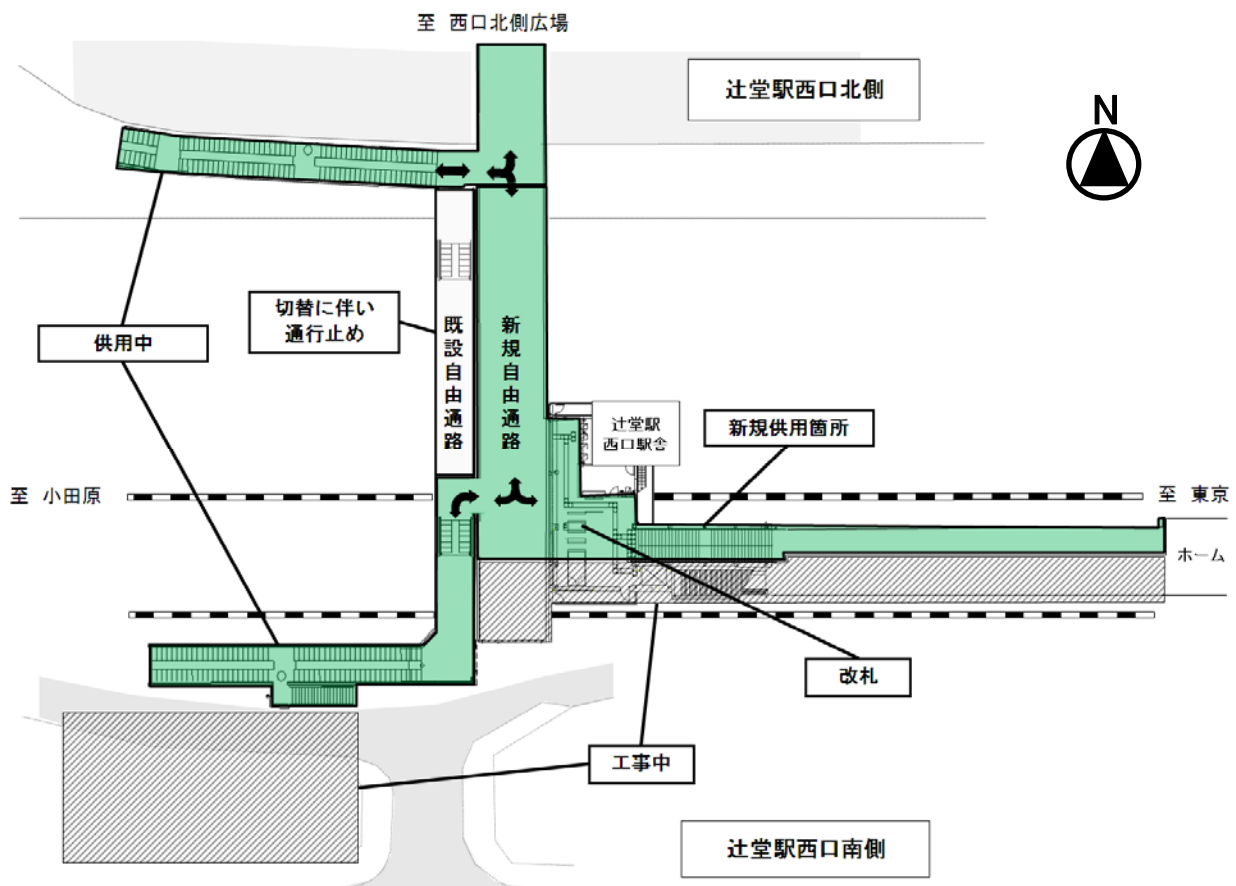 至 西口北側広場
辻堂駅西口北側
N
切替に伴い
通行止め
供用中
既設自由通路
新規自由通路
辻堂駅
西口駅舎
新規供用箇所
至 小田原
至 東京
ホーム
改札
工事中
辻堂駅西口南側